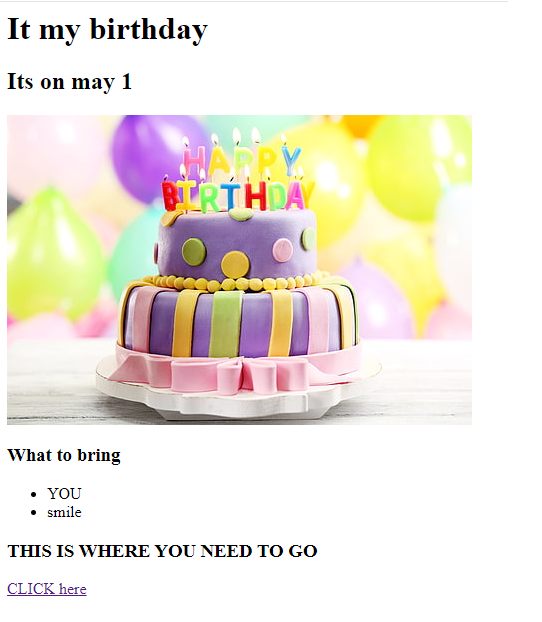 It my birthday
Its on may 1
HAPPY
BIRTHDAY
What to bring
YOU
smile
THIS IS WHERE YOU NEED TO GO
CLICK here